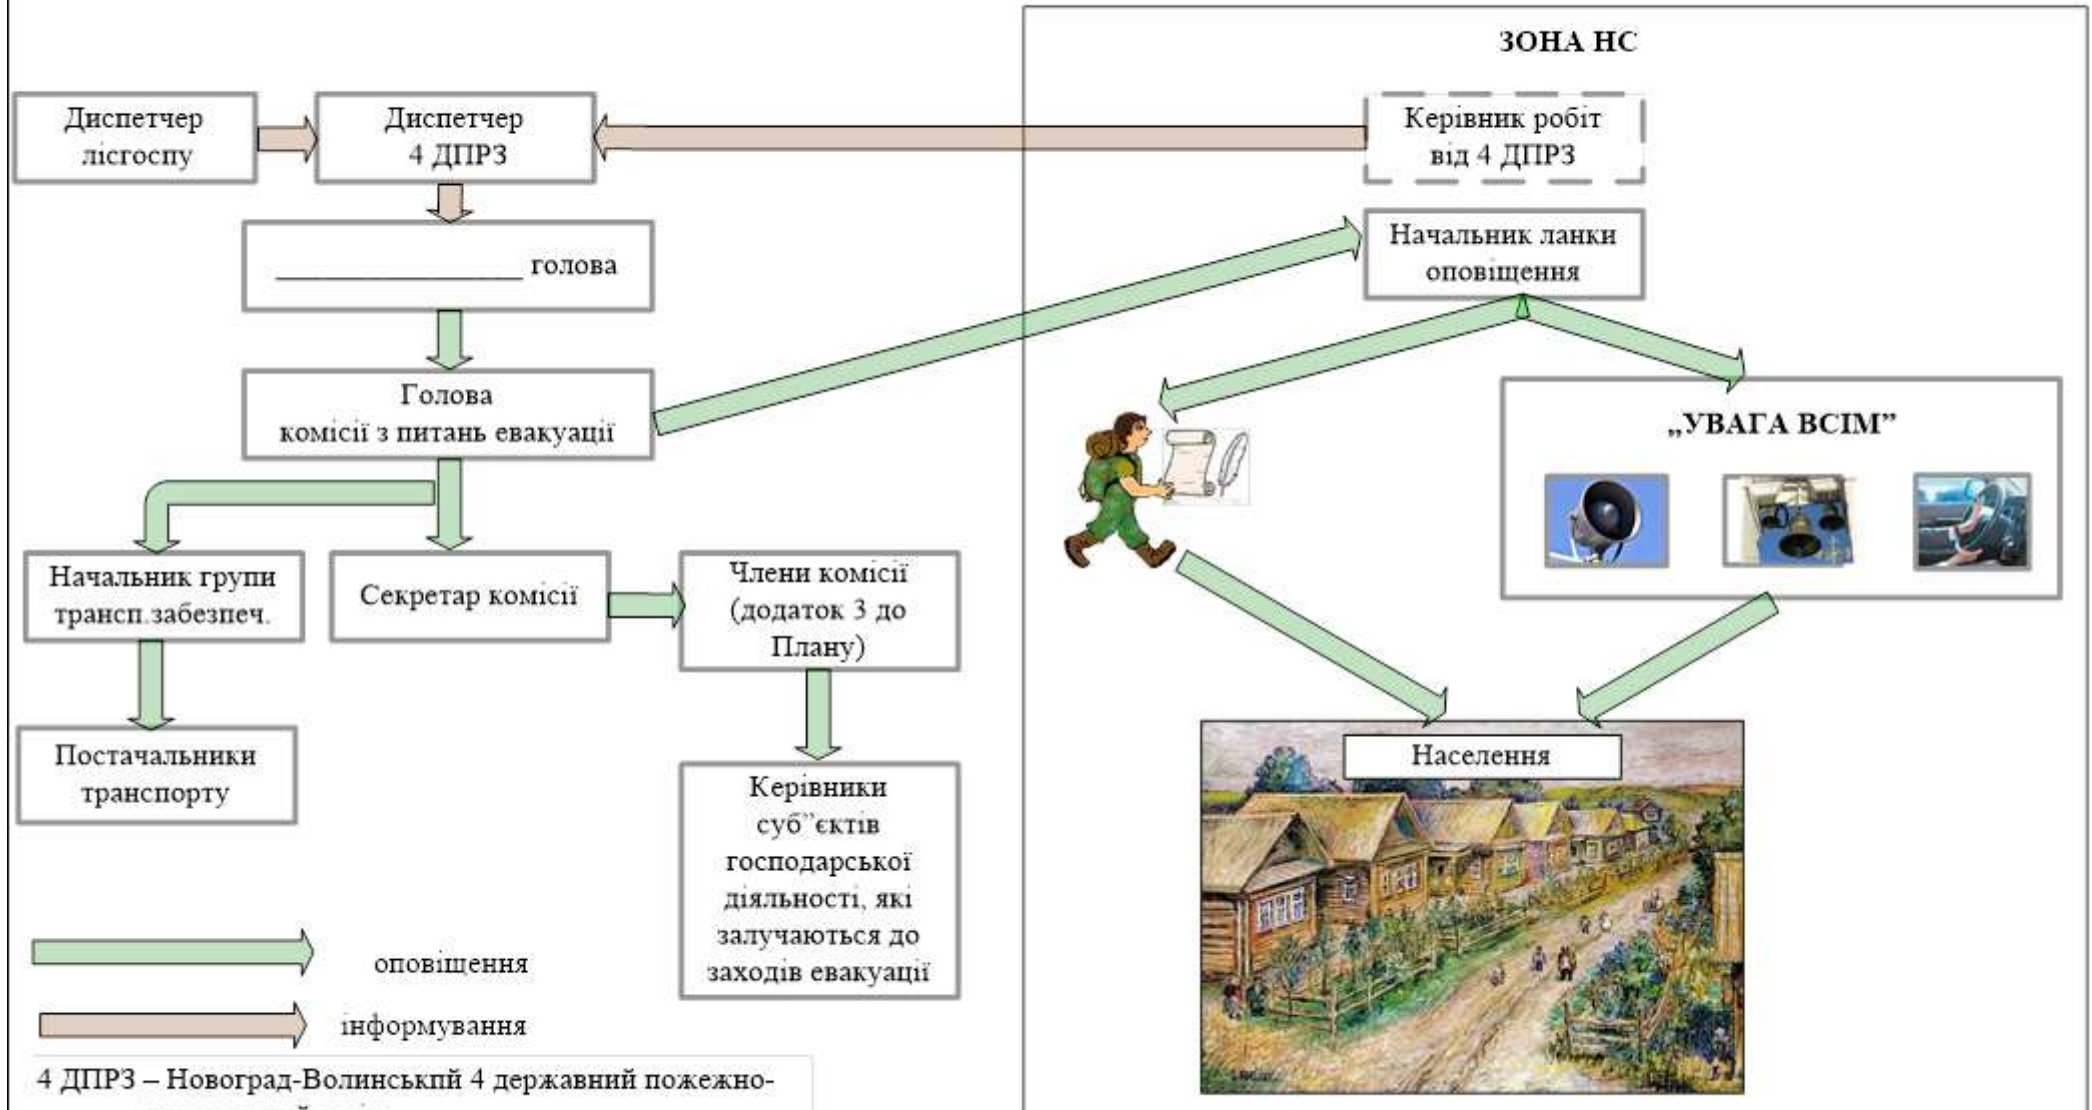 ЗОНА НС
Диспетчер
лісгоспу
Диспетчер
4 ДПРЗ
Керівник робіт
від 4 ДПРЗ
__________________ голова
Начальник ланки
оповіщення
Голова
комісії з питань евакуації
„УВАГА ВСІМ”
Начальник групи
трансп.забезпеч.
Секретар комісії
Члени комісії
(додаток 3 до
Плану)
Постачальники
транспорту
Керівники
суб”єктів
господарської
діяльності, які
залучаються до
заходів евакуації
Населення
оповіщення
інформування
4 ДПРЗ – Новоград-Волинськпй 4 державний пожежно-